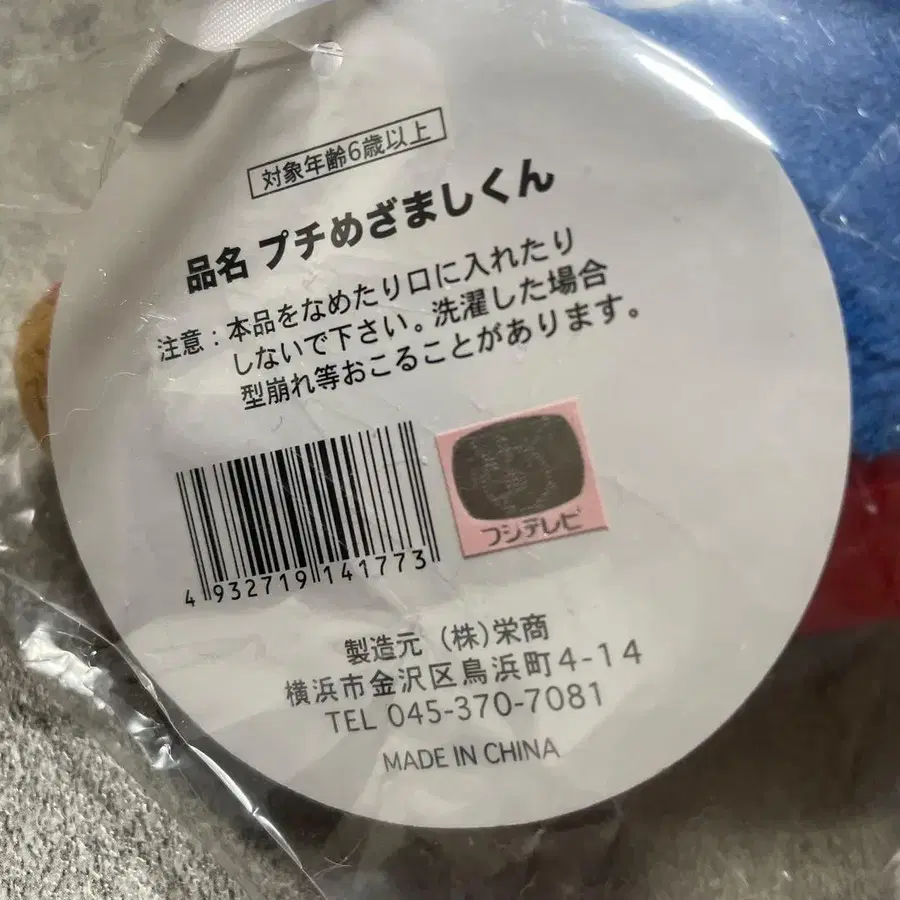 対象年齢6歳以上
品名 プチめざましくん
注意：本品をなめたり口に入れたり
しないで下さい。洗濯した場合
型崩れ等おこることがあります。
4 932719 141773
フジテレビ
製造元 (株)栄商
横浜市金沢区鳥浜町4-14
TEL 045-370-7081
MADE IN CHINA